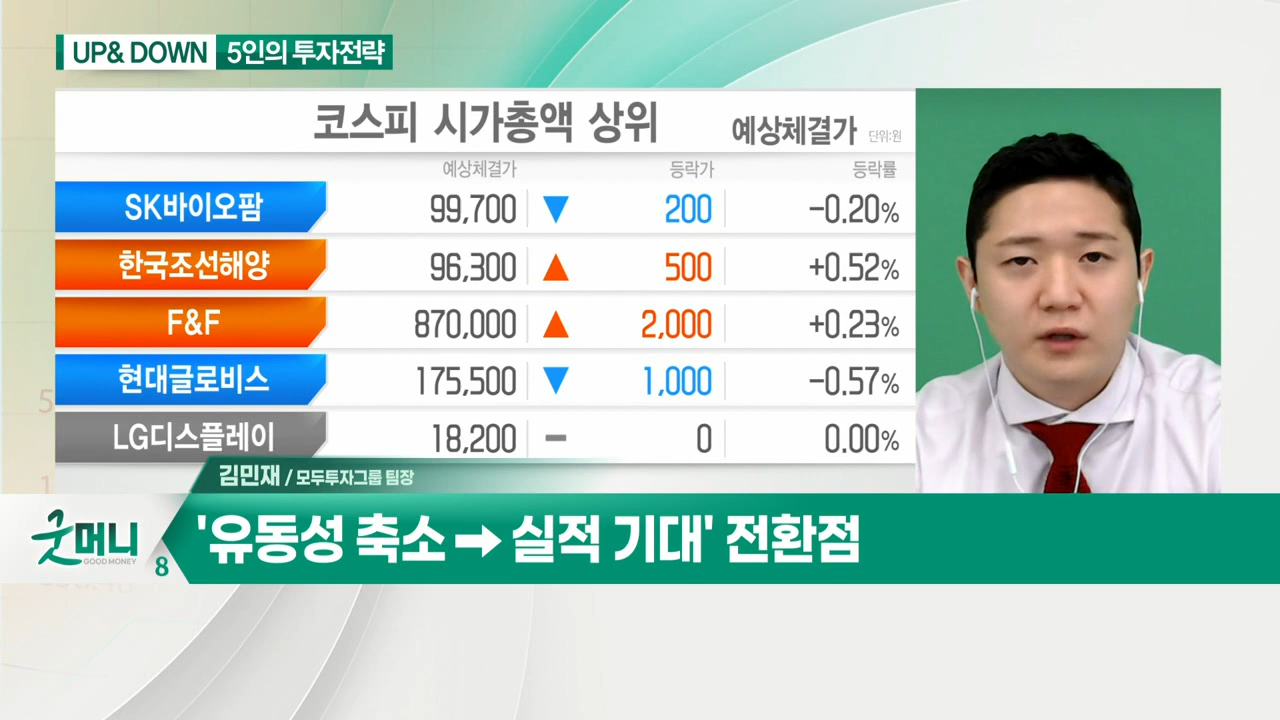 UP& DOWN 5인의 투자전략
코스피 시가총액 상위 예상체결가 단위:원
예상체결가 등락가 등락률
SK바이오팜 99,700 ▼ 200 -0.20%
한국조선해양 96,300 ▲ 500 +0.52%
F&F 870,000 ▲ 2,000 +0.23%
현대글로비스 175,500 ▼ 1,000 -0.57%
LG디스플레이 18,200 - 0 0.00%
김민재 / 모두투자그룹 팀장
굿머니
GOOD MONEY
8
'유동성 축소 ➡ 실적 기대' 전환점